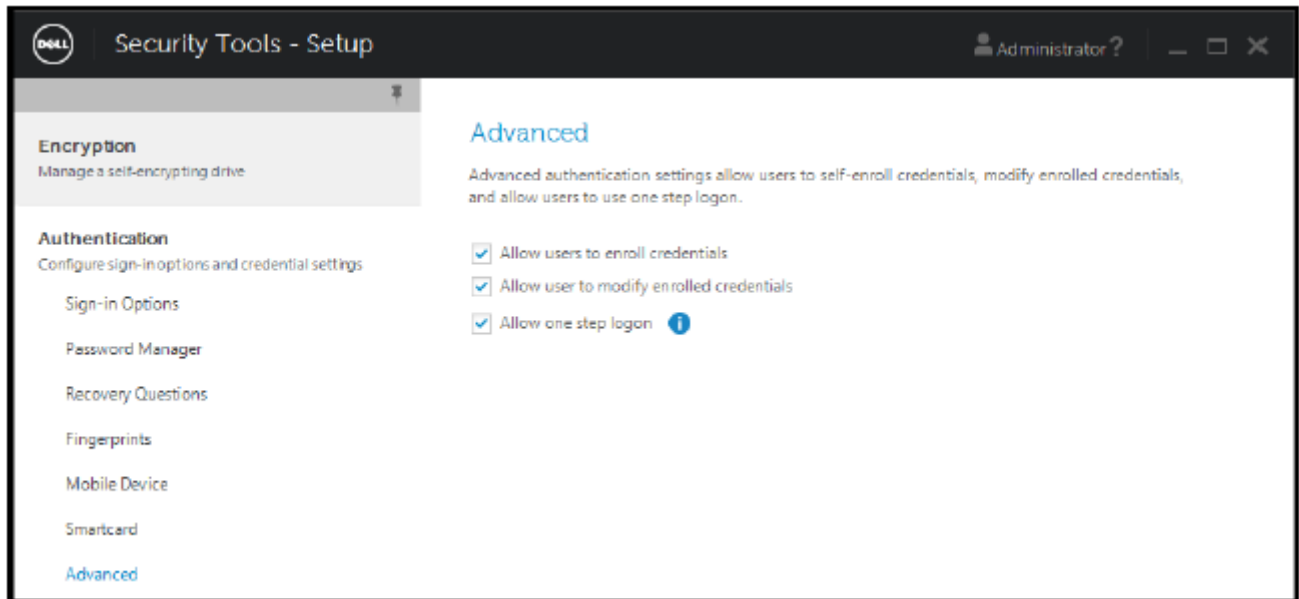 DELL
Security Tools - Setup
Administrator ?
Encryption
Manage a self-encrypting drive
Authentication
Configure sign-in options and credential settings
Sign-in Options
Password Manager
Recovery Questions
Fingerprints
Mobile Device
Smartcard
Advanced
Advanced
Advanced authentication settings allow users to self-enroll credentials, modify enrolled credentials,
and allow users to use one step logon.
Allow users to enroll credentials
Allow user to modify enrolled credentials
Allow one step logon i